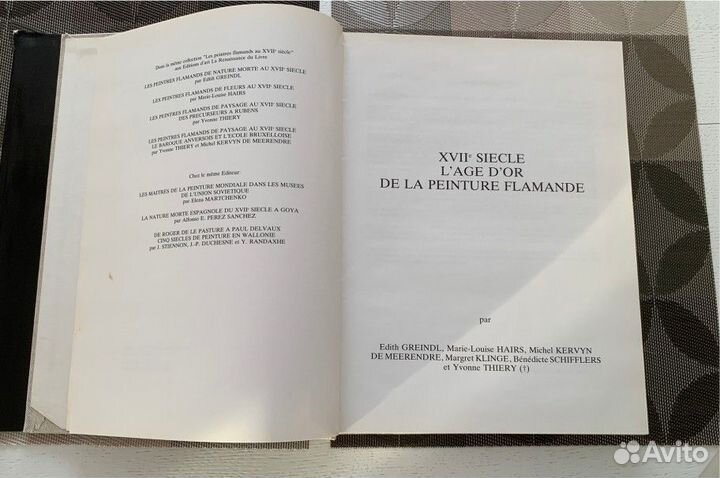 Dans la même collection "Les peintres flamands au XVIIe siècle"
aux Editions d'art La Renaissance du Livre
LES PEINTRES FLAMANDS DE NATURE MORTE AU XVIIe SIECLE
par Edith GREINDL
LES PEINTRES FLAMANDS DE FLEURS AU XVIIe SIECLE
par Marie-Louise HAIRS
LES PEINTRES FLAMANDS DE PAYSAGE AU XVIIe SIECLE
DES PRECURSEURS A RUBENS
par Yvonne THIERY
LES PEINTRES FLAMANDS DE PAYSAGE AU XVIIe SIECLE
LE BAROQUE ANVERSOIS ET L'ECOLE BRUXELLOISE
par Yvonne THIERY et Michel KERVYN DE MEERENDRE
Chez le même Editeur:
LES MAITRES DE LA PEINTURE MONDIALE DANS LES MUSEES
DE L'UNION SOVIETIQUE
par Elena MARTCHENKO
LA NATURE MORTE ESPAGNOLE DU XVIIe SIECLE A GOYA
par Alfonso E. PEREZ SANCHEZ
DE ROGER DE LE PASTURE A PAUL DELVAUX
CINQ SIECLES DE PEINTURE EN WALLONIE
par J. STIENNON, J.-P. DUCHESNE et Y. RANDAXHE
XVIIe SIECLE
L'AGE D'OR
DE LA PEINTURE FLAMANDE
par
Edith GREINDL, Marie-Louise HAIRS, Michel KERVYN
DE MEERENDRE, Margret KLINGE, Bénédicte SCHIFFLERS
et Yvonne THIERY (†)
Avito